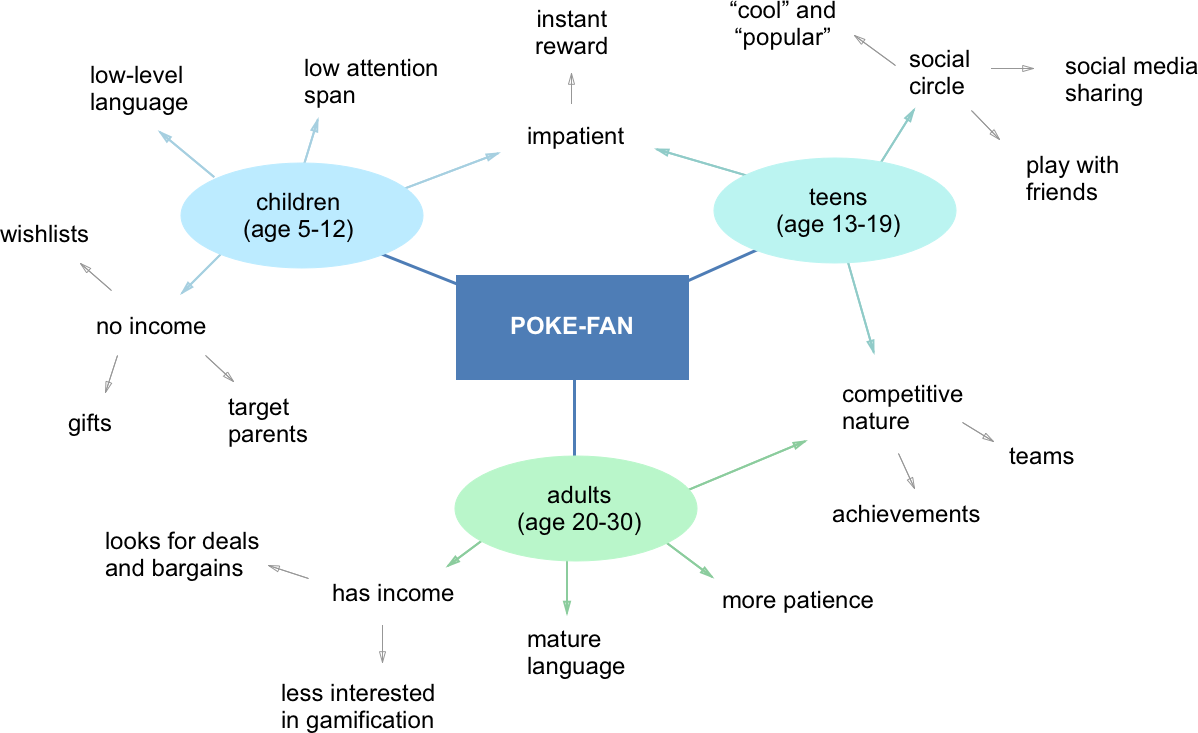 instant
reward
“cool” and
“popular”
low-level
language
low attention
span
social
circle
social media
sharing
impatient
play with
friends
children
(age 5-12)
teens
(age 13-19)
wishlists
no income
POKE-FAN
gifts
target
parents
competitive
nature
teams
achievements
adults
(age 20-30)
looks for deals
and bargains
has income
more patience
mature
language
less interested
in gamification